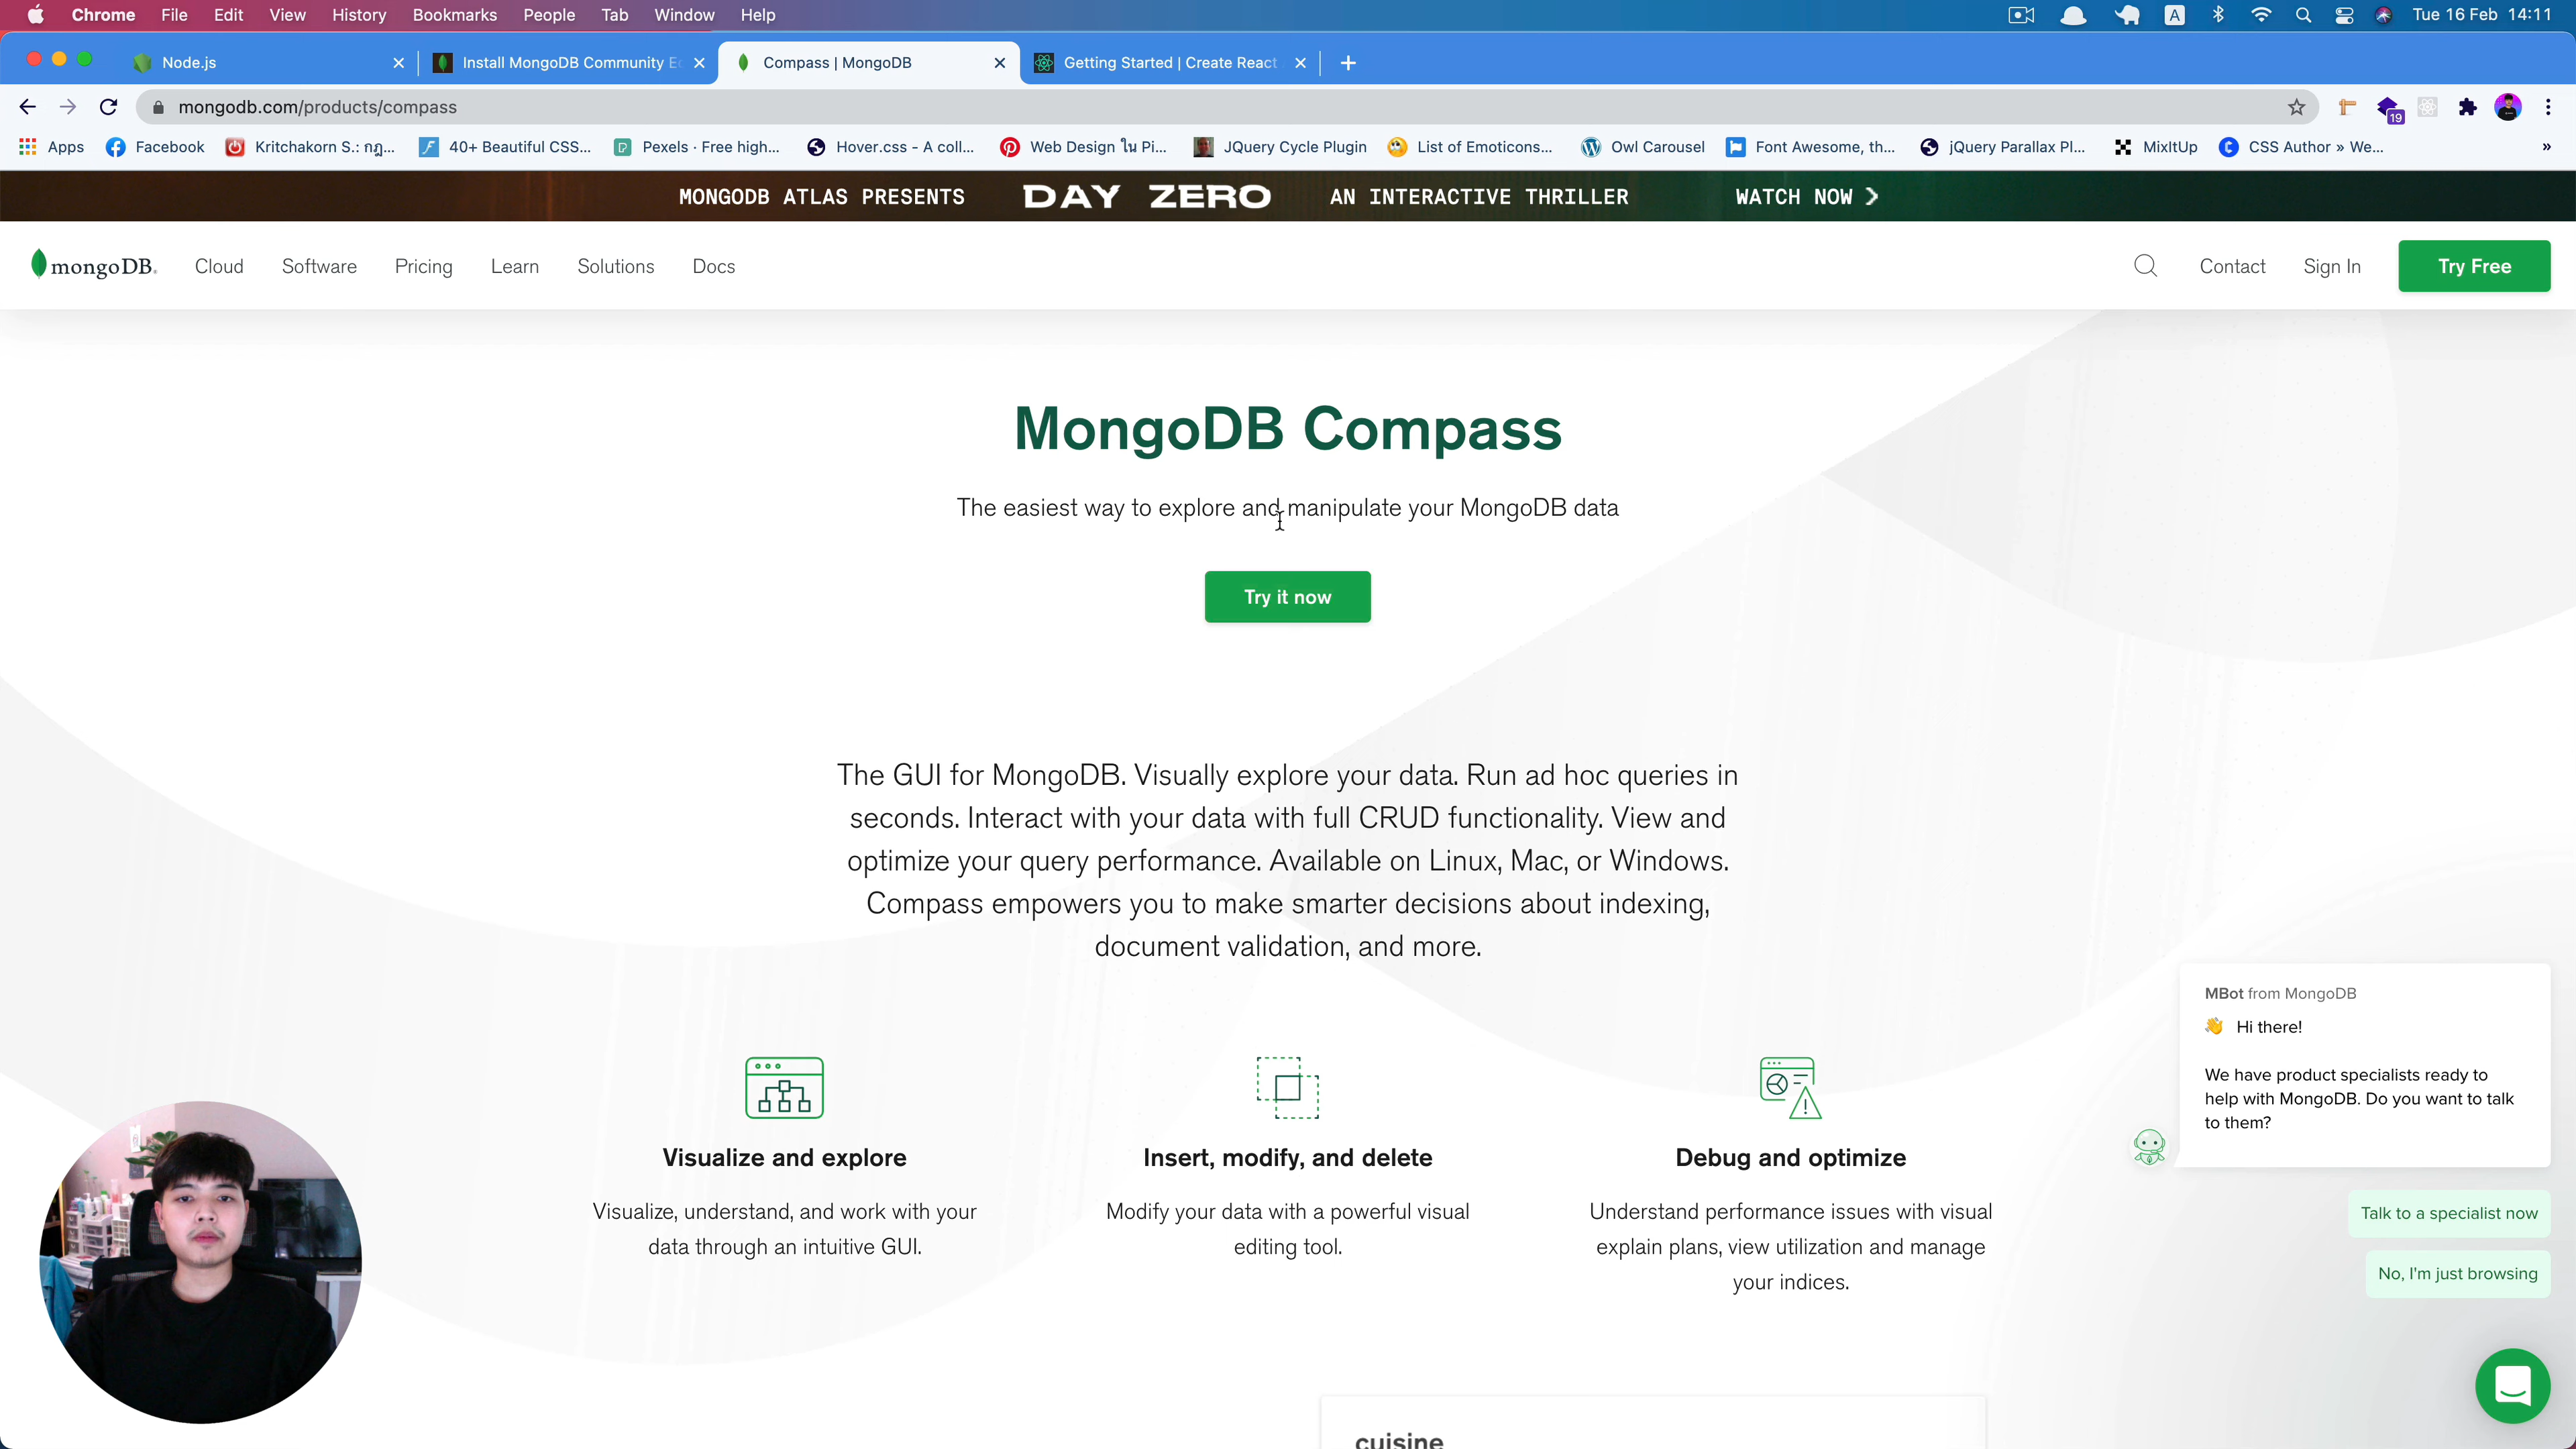 Chrome File Edit View History Bookmarks People Tab Window Help
A
Tue 16 Feb 14:11
Node.js
Install MongoDB Community E
Compass | MongoDB
Getting Started | Create React
mongodb.com/products/compass
19
Apps
Facebook
Kritchakorn S.: กฎ...
40+ Beautiful CSS...
Pexels · Free high...
Hover.css - A coll...
Web Design ใน Pi...
JQuery Cycle Plugin
List of Emoticons...
Owl Carousel
Font Awesome, th...
jQuery Parallax Pl...
MixItUp
CSS Author » We...
»
MONGODB ATLAS PRESENTS DAY ZERO AN INTERACTIVE THRILLER WATCH NOW
mongoDB.
Cloud Software Pricing Learn Solutions Docs
Contact Sign In Try Free
MongoDB Compass
The easiest way to explore and manipulate your MongoDB data
Try it now
The GUI for MongoDB. Visually explore your data. Run ad hoc queries in
seconds. Interact with your data with full CRUD functionality. View and
optimize your query performance. Available on Linux, Mac, or Windows.
Compass empowers you to make smarter decisions about indexing,
document validation, and more.
Visualize and explore
Visualize, understand, and work with your
data through an intuitive GUI.
Insert, modify, and delete
Modify your data with a powerful visual
editing tool.
Debug and optimize
Understand performance issues with visual
explain plans, view utilization and manage
your indices.
MBot from MongoDB
👋 Hi there!
We have product specialists ready to
help with MongoDB. Do you want to talk
to them?
Talk to a specialist now
No, I'm just browsing
cuisine